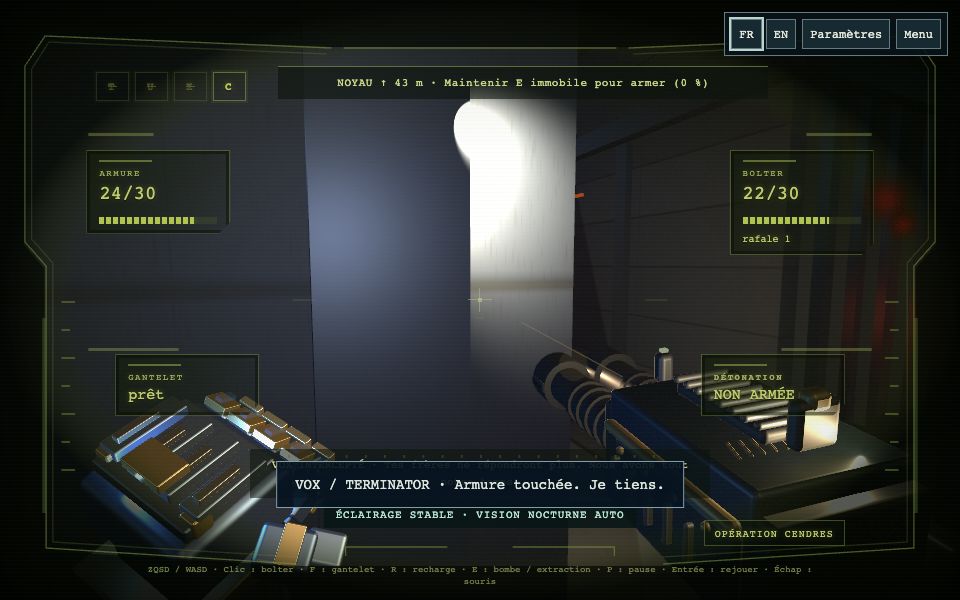 FR EN Paramètres Menu
NOYAU ↑ 43 m · Maintenir E immobile pour armer (0 %)
C
ARMURE
24/30
BOLTER
22/30
rafale 1
GANTELET
prêt
DÉTONATION
NON ARMÉE
VOX / TERMINATOR · Armure touchée. Je tiens.
ÉCLAIRAGE STABLE · VISION NOCTURNE AUTO
OPÉRATION CENDRES
ZQSD / WASD · Clic : bolter · F : gantelet · R : recharge · E : bombe / extraction · P : pause · Entrée : rejouer · Échap :
souris